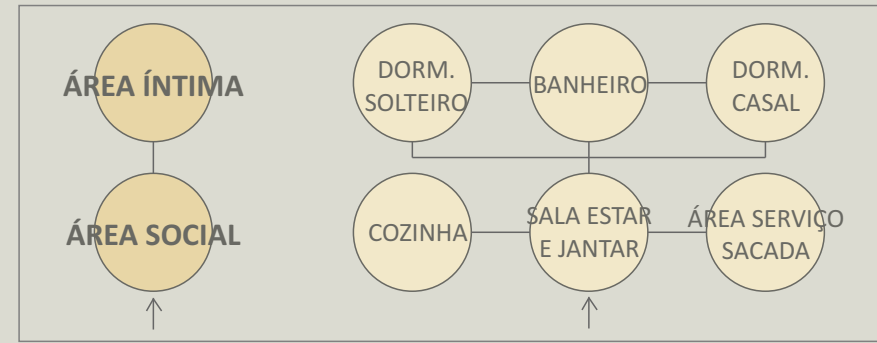 ÁREA ÍNTIMA
DORM.
SOLTEIRO
BANHEIRO
DORM.
CASAL
ÁREA SOCIAL
COZINHA
SALA ESTAR
E JANTAR
ÁREA SERVIÇO
SACADA